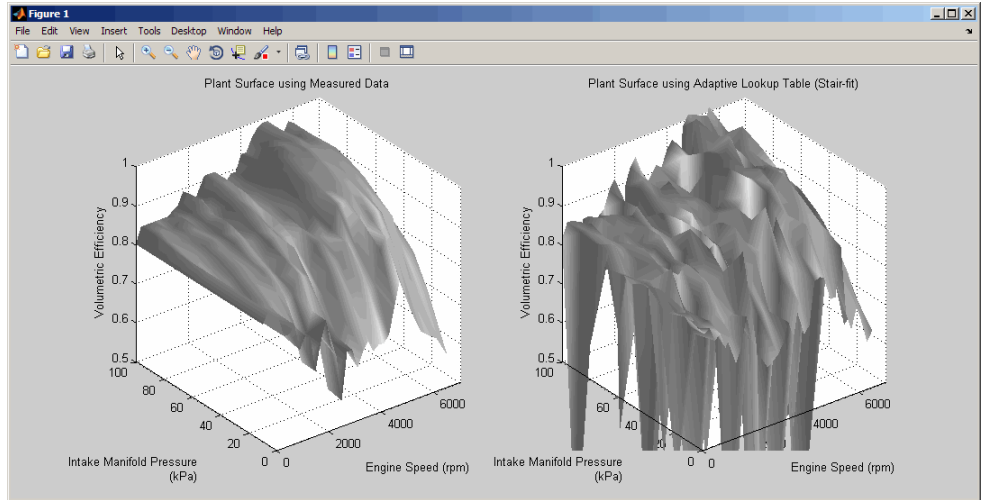 Figure 1
File Edit View Insert Tools Desktop Window Help
Plant Surface using Measured Data
1
0.9
0.8
0.7
0.6
0.5
Volumetric Efficiency
100
80
60
40
20
0
Intake Manifold Pressure
(kPa)
0
2000
4000
6000
Engine Speed (rpm)
Plant Surface using Adaptive Lookup Table (Stair-fit)
1
0.9
0.8
0.7
0.6
0.5
Volumetric Efficiency
100
60
40
0
Intake Manifold Pressure
(kPa)
0
4000
6000
Engine Speed (rpm)